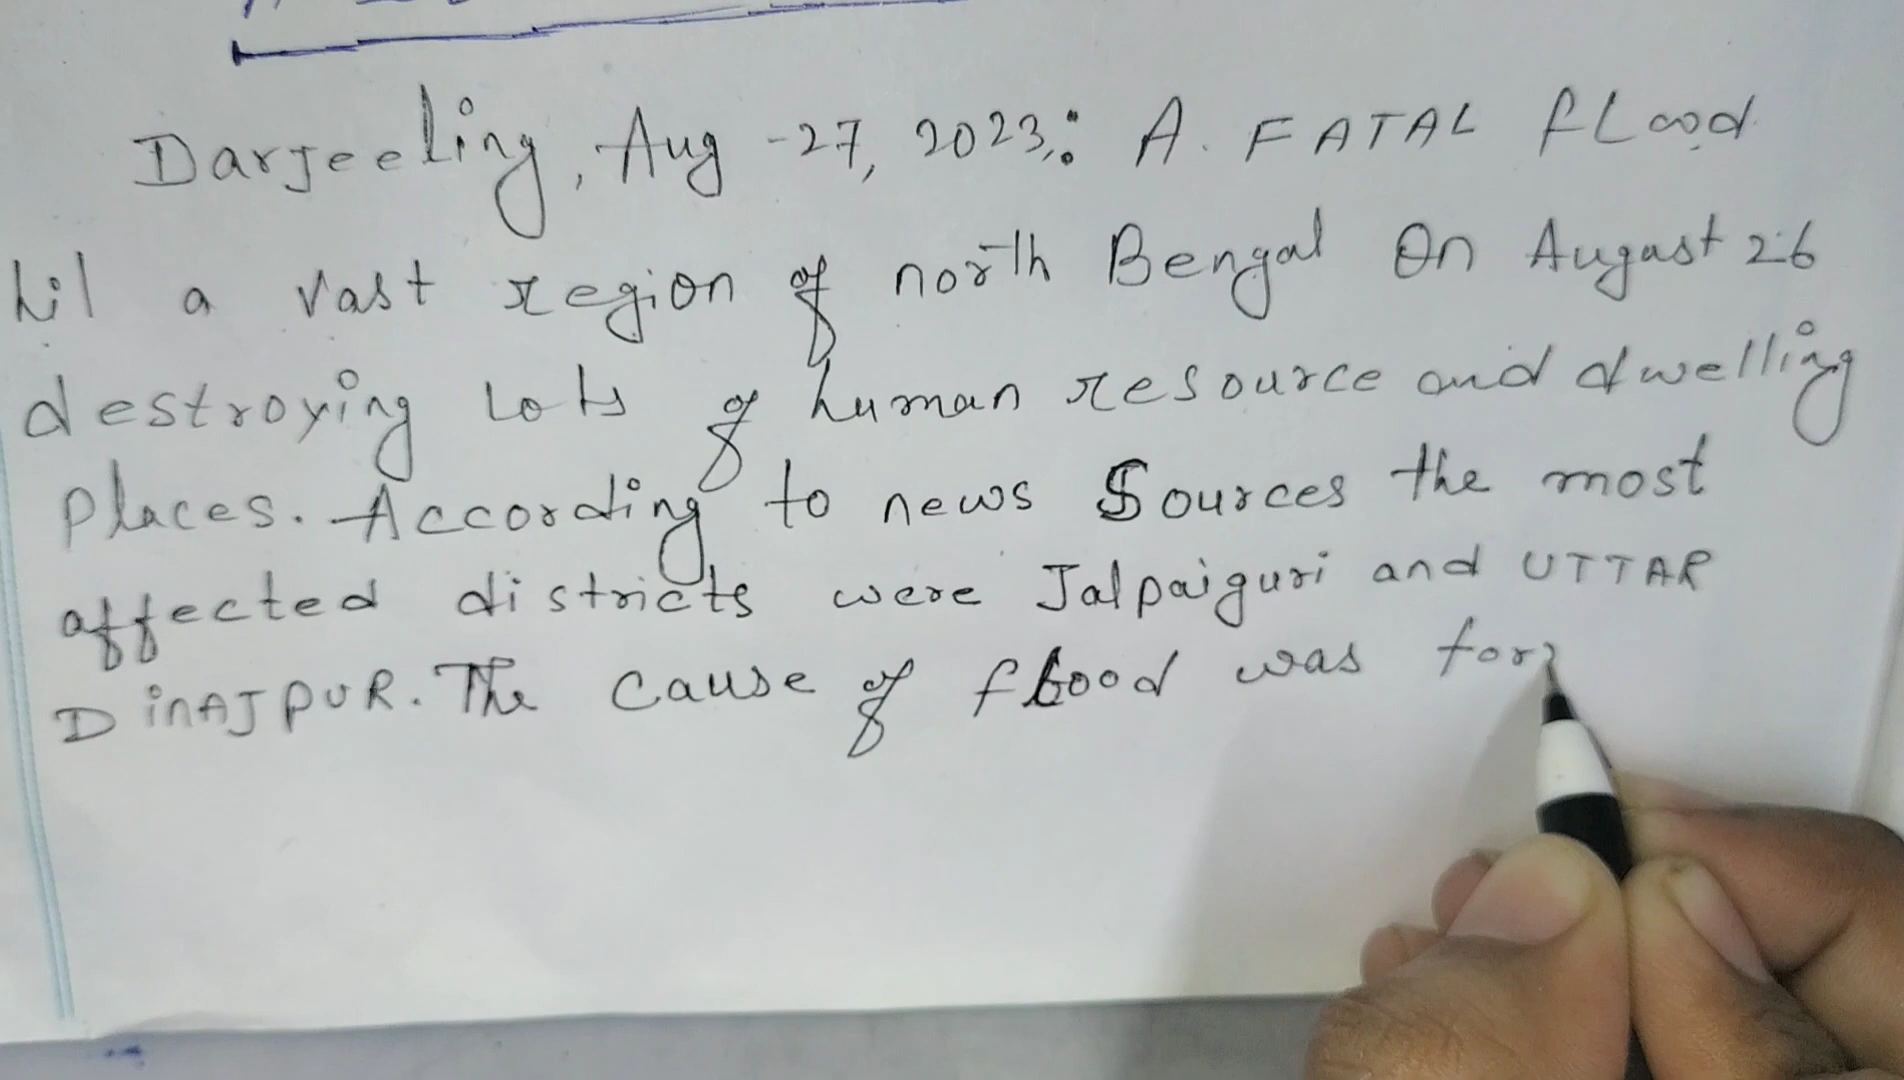 Darjeeling, Aug -27, 2023,: A. FATAL fLood
hit a vast region of north Bengal On August 26
destroying Lots of human resource and dwelling
places. According to news Sources the most
affected districts were Jalpaiguri and UTTAR
DinAJpUR. The cause of flood was for